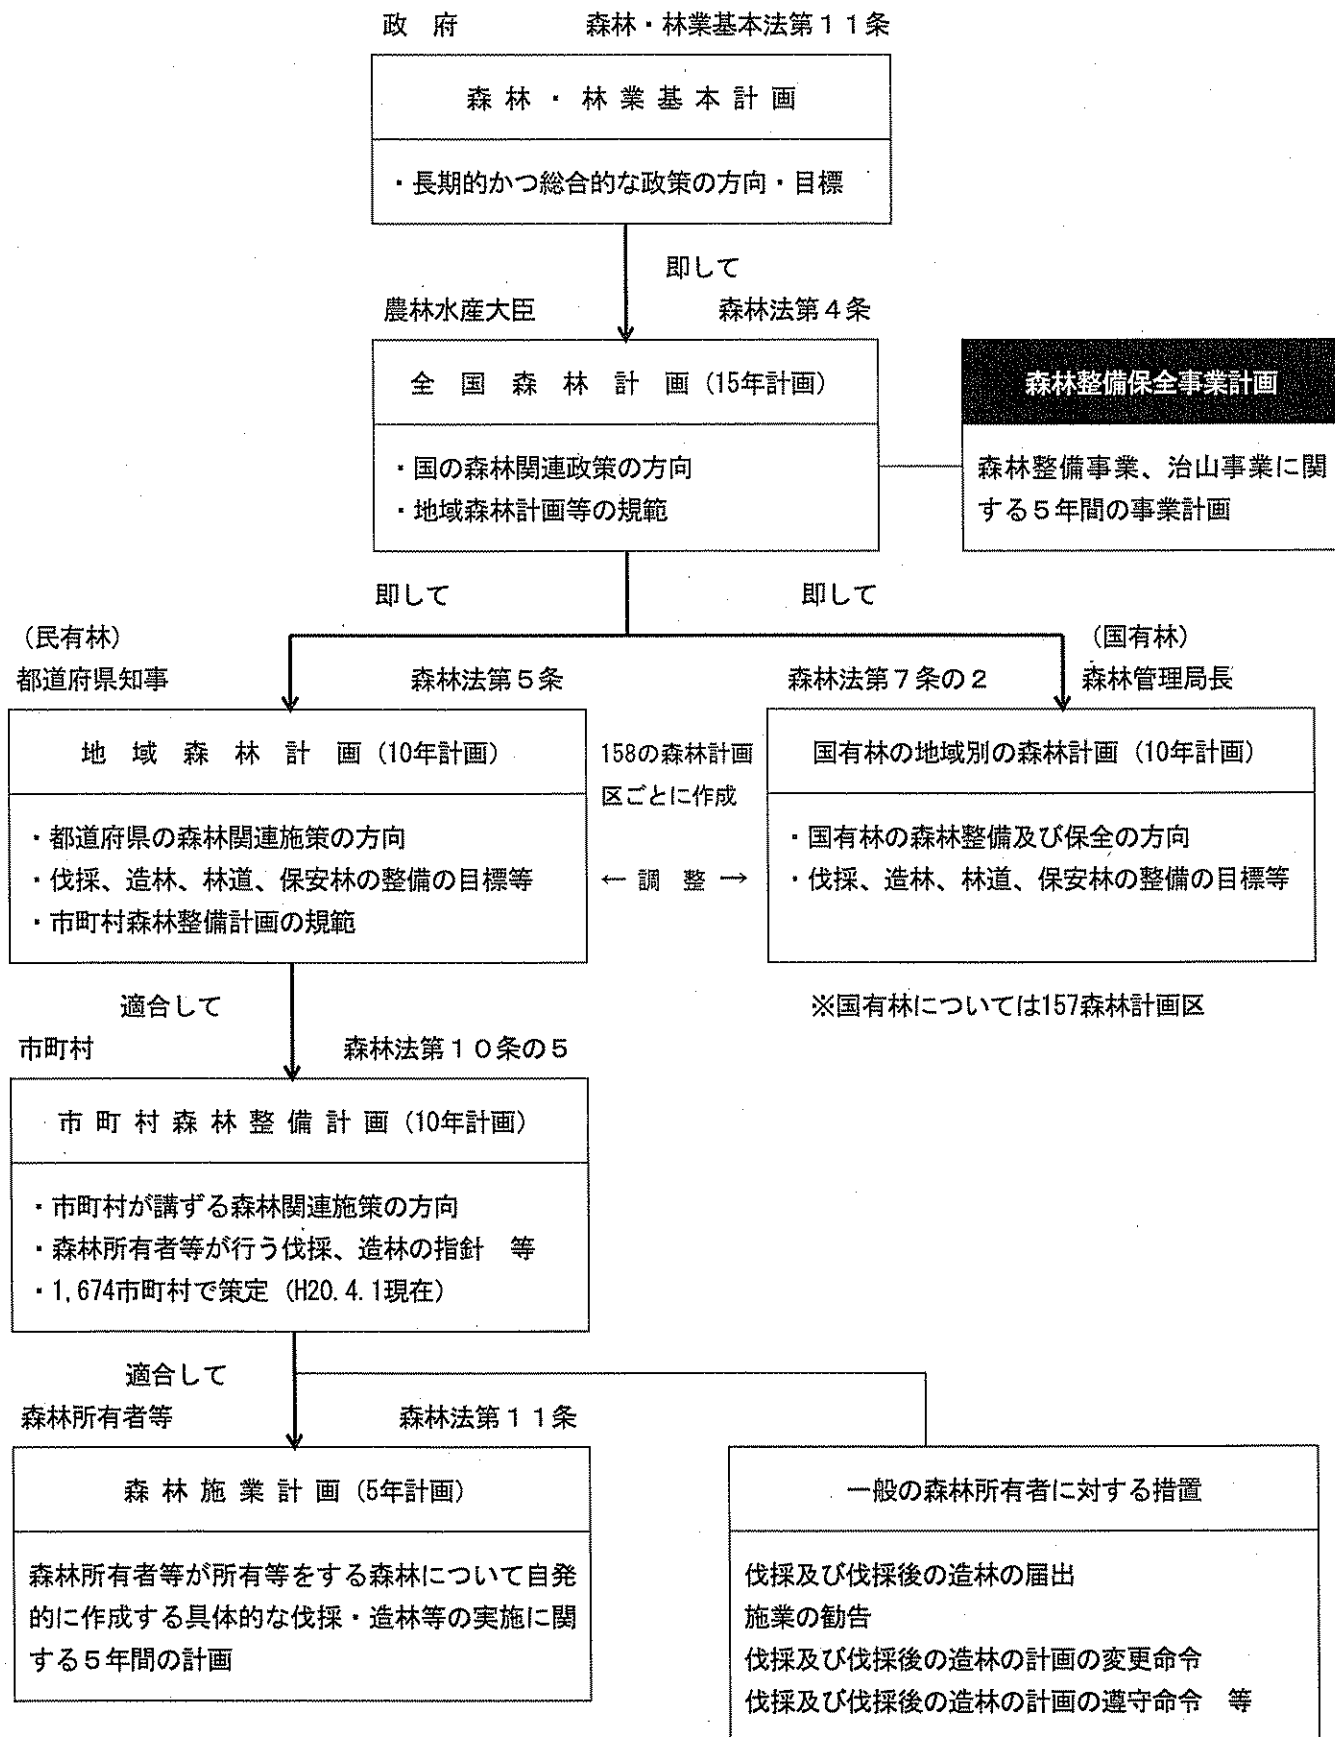 政　府　　　　森林・林業基本法第１１条
森 林 ・ 林 業 基 本 計 画
・長期的かつ総合的な政策の方向・目標
即して
農林水産大臣　　　　森林法第４条
全 国 森 林 計 画 (15年計画)
・国の森林関連政策の方向
・地域森林計画等の規範
森林整備保全事業計画
森林整備事業、治山事業に関
する５年間の事業計画
即して　　　　即して
（民有林）
都道府県知事　　　　森林法第５条
（国有林）
森林法第７条の２　　　　森林管理局長
地 域 森 林 計 画 (10年計画)
・都道府県の森林関連施策の方向
・伐採、造林、林道、保安林の整備の目標等
・市町村森林整備計画の規範
158の森林計画
区ごとに作成
← 調 整 →
国有林の地域別の森林計画 (10年計画)
・国有林の森林整備及び保全の方向
・伐採、造林、林道、保安林の整備の目標等
※国有林については157森林計画区
適合して
市町村　　　　森林法第１０条の５
市 町 村 森 林 整 備 計 画 (10年計画)
・市町村が講ずる森林関連施策の方向
・森林所有者等が行う伐採、造林の指針　等
・1,674市町村で策定 (H20.4.1現在)
適合して
森林所有者等　　　　森林法第１１条
森 林 施 業 計 画 (5年計画)
森林所有者等が所有等をする森林について自発
的に作成する具体的な伐採・造林等の実施に関
する５年間の計画
一般の森林所有者に対する措置
伐採及び伐採後の造林の届出
施業の勧告
伐採及び伐採後の造林の計画の変更命令
伐採及び伐採後の造林の計画の遵守命令　等